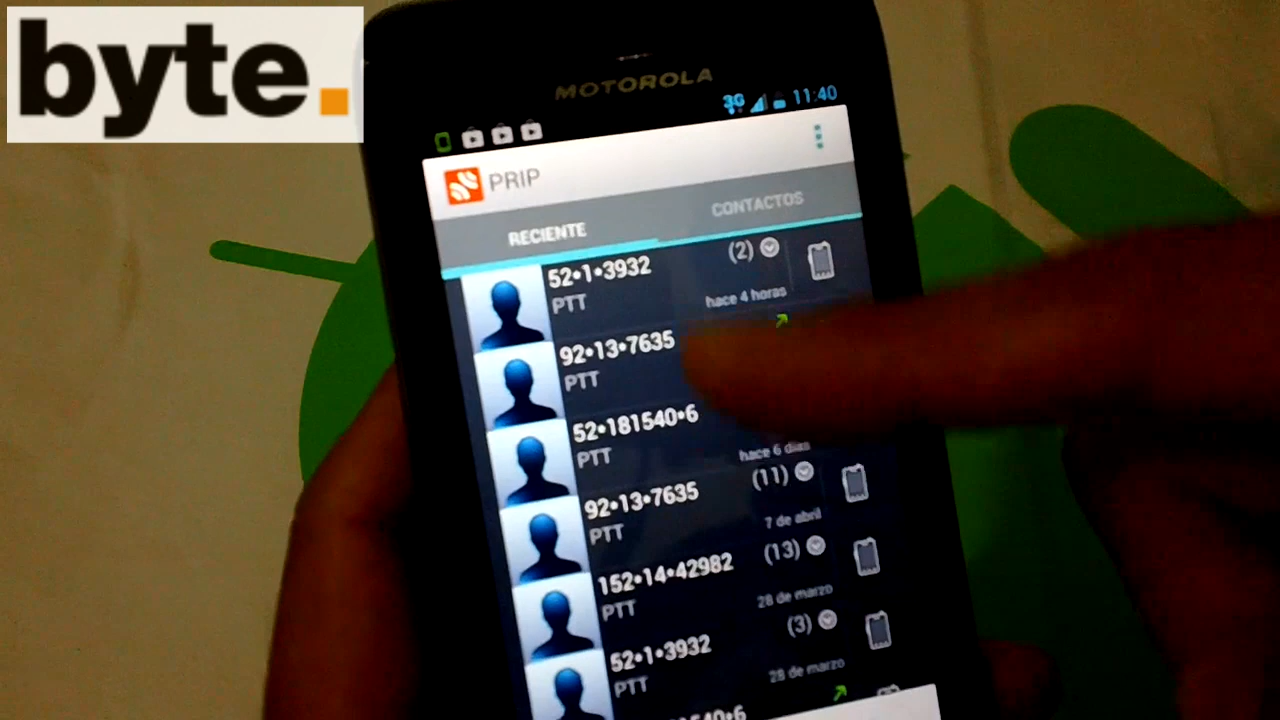 byte.
MOTOROLA
3G 11:40
PRIP
RECIENTE CONTACTOS
52•1•3932 (2)
PTT hace 4 horas
92•13•7635
PTT
52•181540•6
PTT hace 6 días
92•13•7635 (11)
PTT 7 de abril
152•14•42982 (13)
PTT 28 de marzo
52•1•3932 (3)
PTT 28 de marzo
540•6